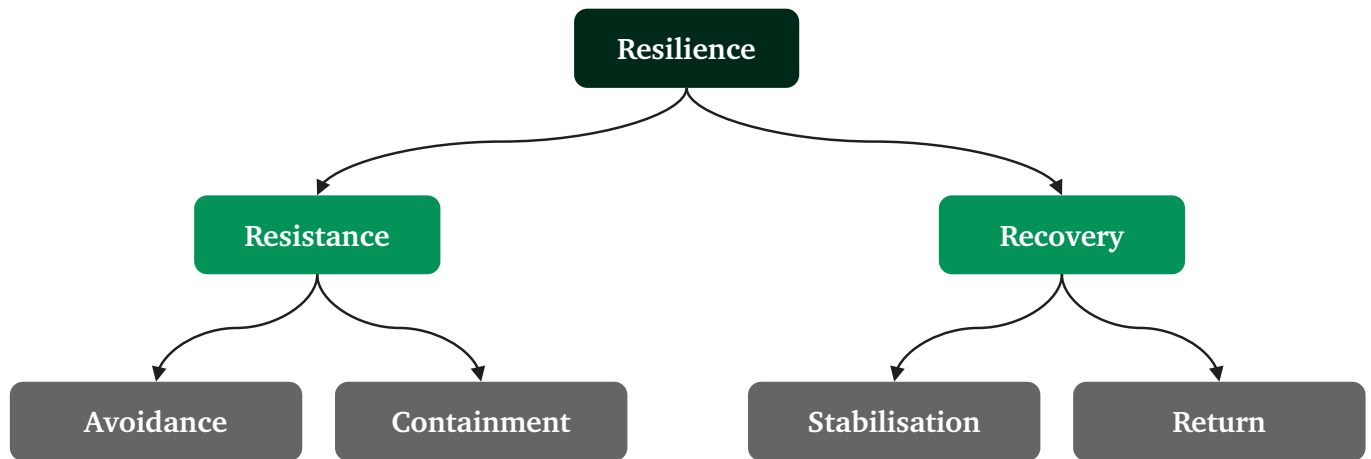 Resilience
Resistance
Recovery
Avoidance
Containment
Stabilisation
Return